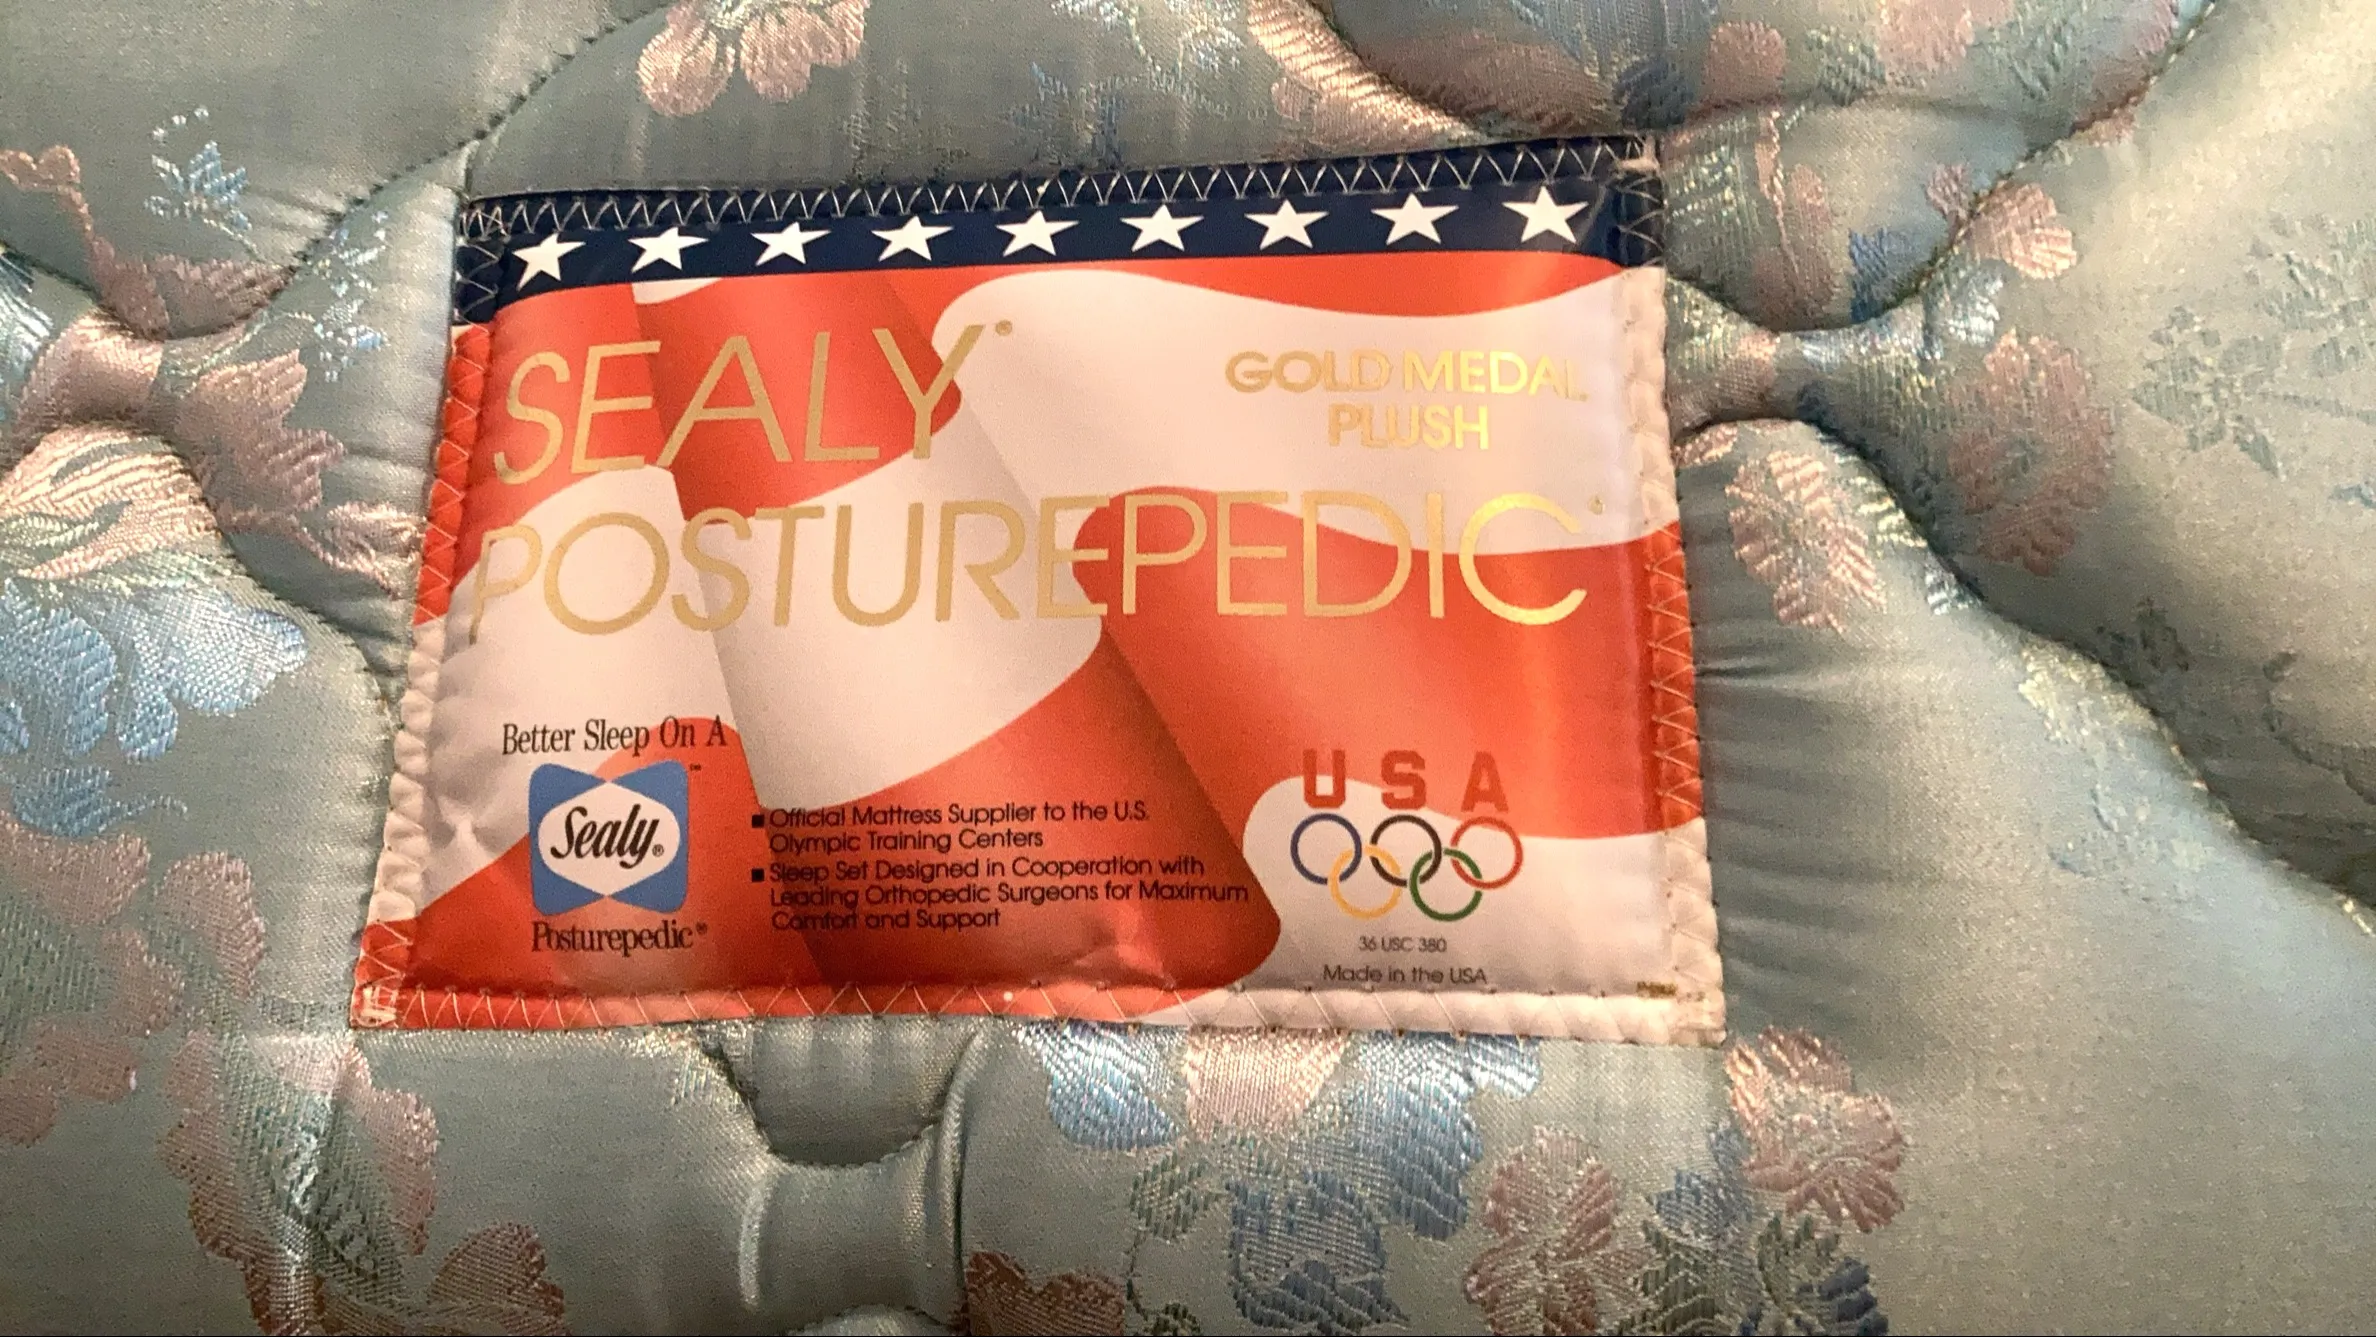 SEALY®
GOLD MEDAL
PLUSH
POSTUREPEDIC®
Better Sleep On A
Sealy®
™
Posturepedic®
■ Official Mattress Supplier to the U.S.
Olympic Training Centers
■ Sleep Set Designed in Cooperation with
Leading Orthopedic Surgeons for Maximum
Comfort and Support
USA
36 USC 380
Made in the USA